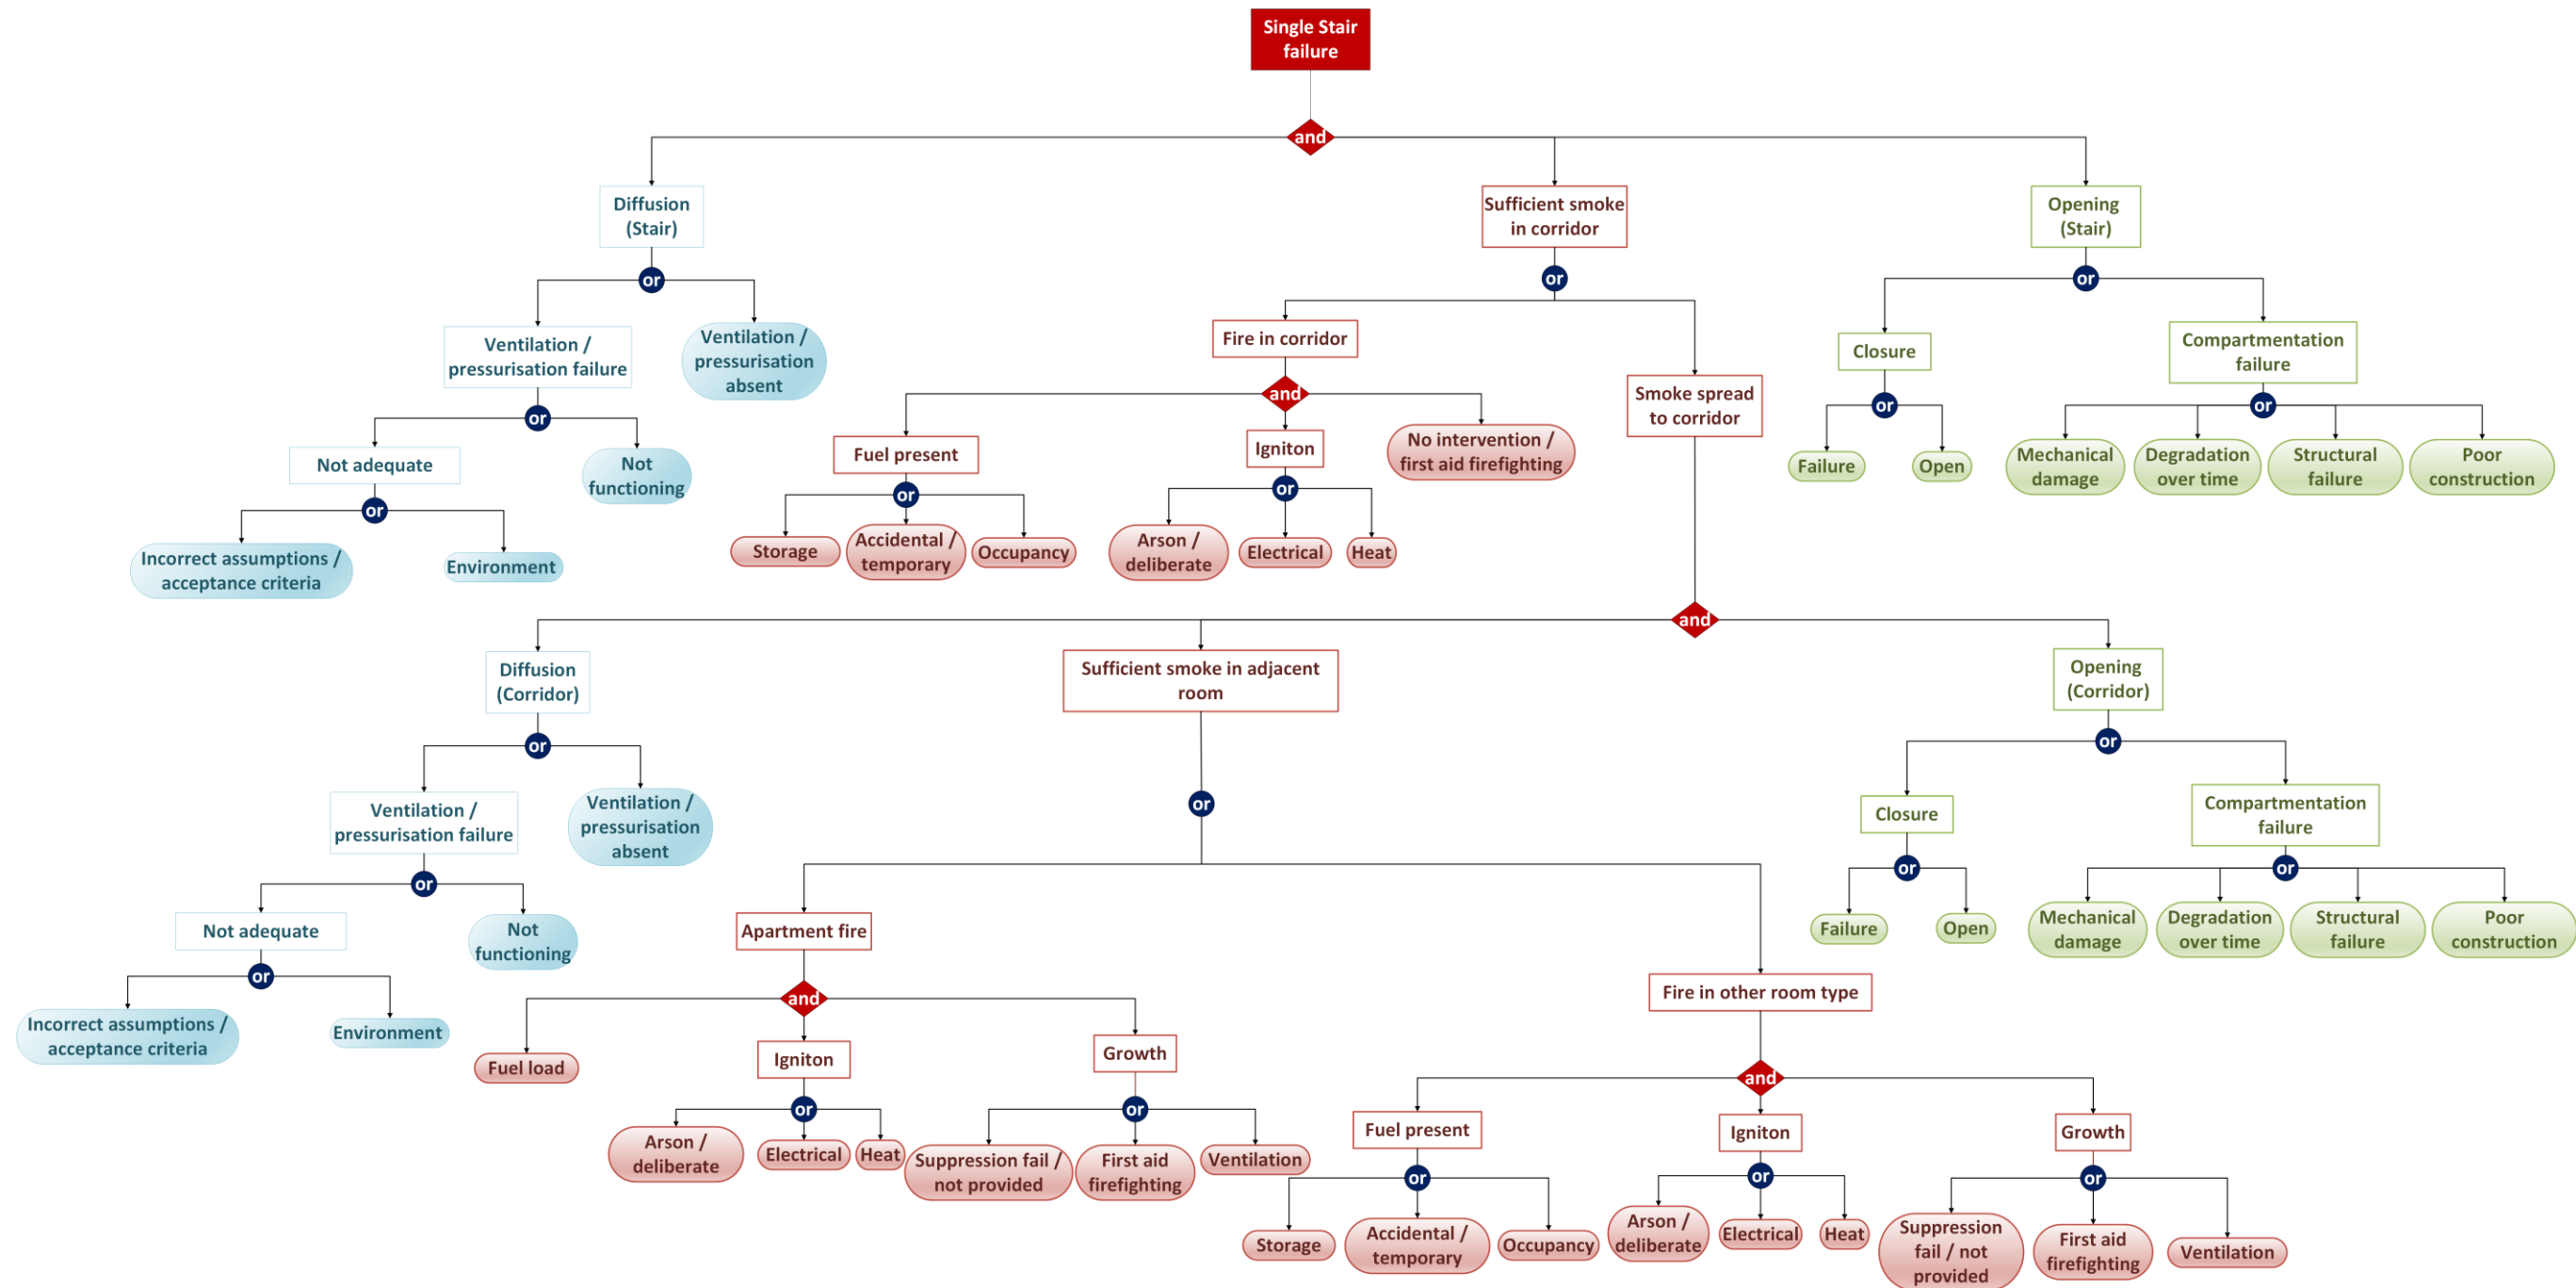 Single Stair
failure
and
Diffusion
(Stair)
Sufficient smoke
in corridor
Opening
(Stair)
or
or
or
Ventilation /
pressurisation failure
Ventilation /
pressurisation
absent
Fire in corridor
Smoke spread
to corridor
Closure
Compartmentation
failure
or
and
or
or
Not adequate
Not
functioning
Fuel present
Igniton
No intervention /
first aid firefighting
Failure
Open
Mechanical
damage
Degradation
over time
Structural
failure
Poor
construction
or
or
or
Incorrect assumptions /
acceptance criteria
Environment
Storage
Accidental /
temporary
Occupancy
Arson /
deliberate
Electrical
Heat
and
Diffusion
(Corridor)
Sufficient smoke in adjacent
room
Opening
(Corridor)
or
or
or
Ventilation /
pressurisation failure
Ventilation /
pressurisation
absent
Closure
Compartmentation
failure
or
or
or
Not adequate
Not
functioning
Apartment fire
Failure
Open
Mechanical
damage
Degradation
over time
Structural
failure
Poor
construction
or
and
Fire in other room type
Incorrect assumptions /
acceptance criteria
Environment
Fuel load
Igniton
Growth
and
or
or
Arson /
deliberate
Electrical
Heat
Suppression fail /
not provided
First aid
firefighting
Ventilation
Fuel present
Igniton
Growth
or
or
or
Storage
Accidental /
temporary
Occupancy
Arson /
deliberate
Electrical
Heat
Suppression
fail / not
provided
First aid
firefighting
Ventilation